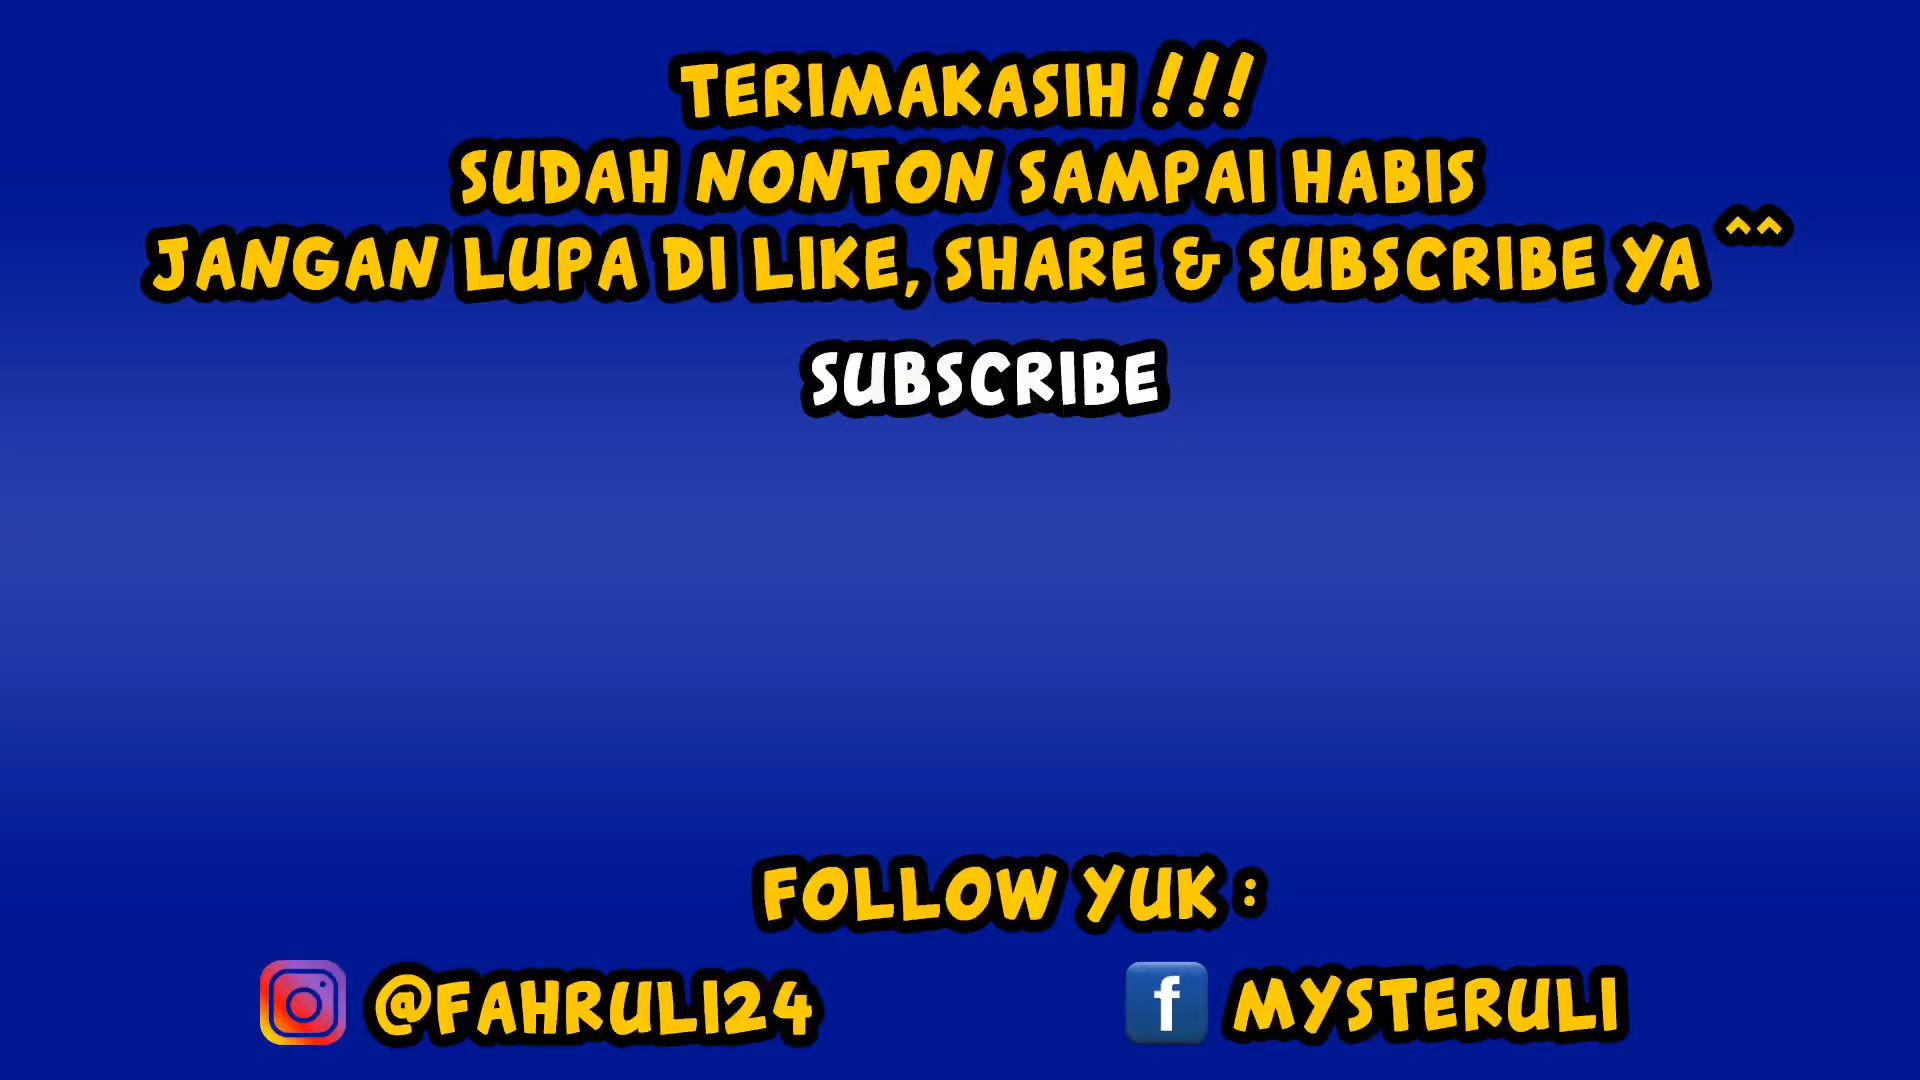 TERIMAKASIH !!!
SUDAH NONTON SAMPAI HABIS
JANGAN LUPA DI LIKE, SHARE & SUBSCRIBE YA ^^
SUBSCRIBE
FOLLOW YUK :
@FAHRULI24
f MYSTERULI